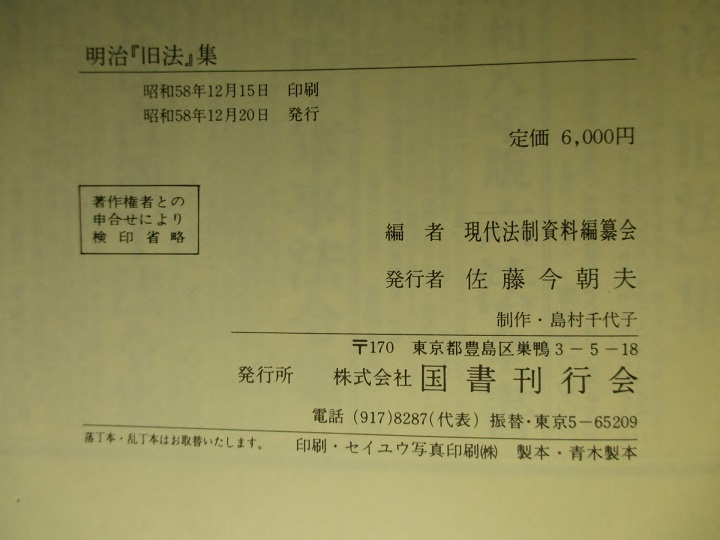 明治『旧法』集
昭和58年12月15日 印刷
昭和58年12月20日 発行
定価 6,000円
著作権者との
申合せにより
検印省略
編者 現代法制資料編纂会
発行者 佐藤今朝夫
制作・島村千代子
〒170 東京都豊島区巣鴨3-5-18
発行所 株式会社 国書刊行会
電話 (917)8287(代表) 振替・東京5-65209
落丁本・乱丁本はお取替いたします。
印刷・セイユウ写真印刷㈱ 製本・青木製本